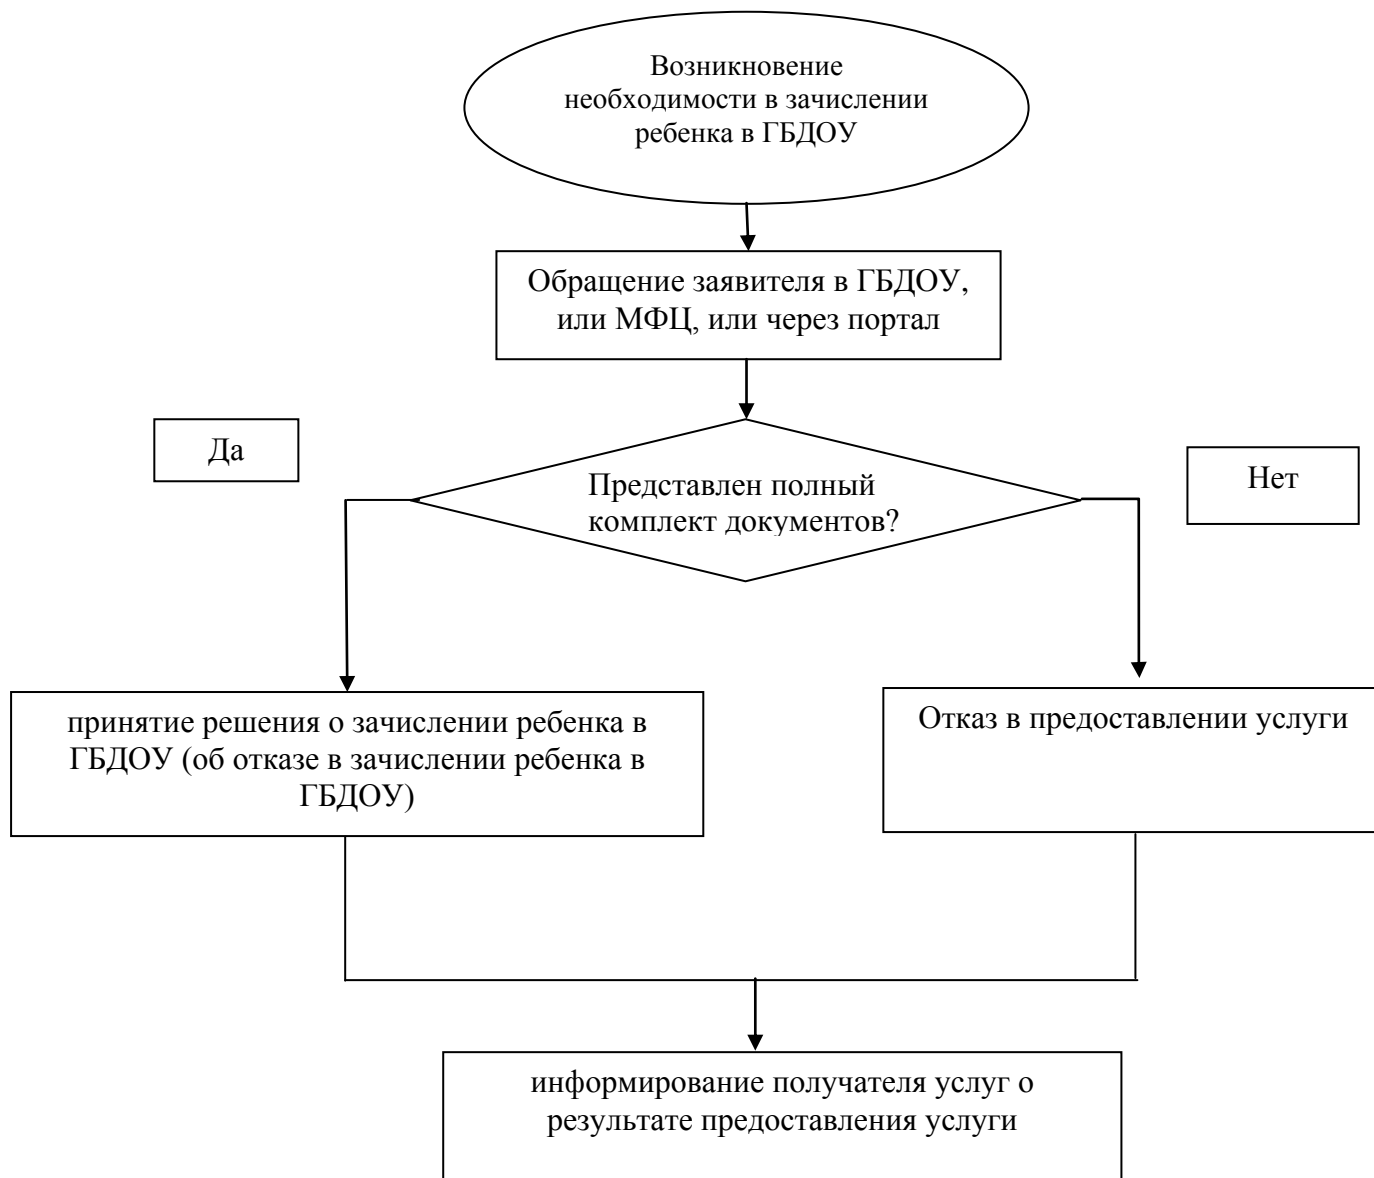 Возникновение
необходимости в зачислении
ребенка в ГБДОУ
Обращение заявителя в ГБДОУ,
или МФЦ, или через портал
Да
Нет
Представлен полный
комплект документов?
принятие решения о зачислении ребенка в
ГБДОУ (об отказе в зачислении ребенка в
ГБДОУ)
Отказ в предоставлении услуги
информирование получателя услуг о
результате предоставления услуги